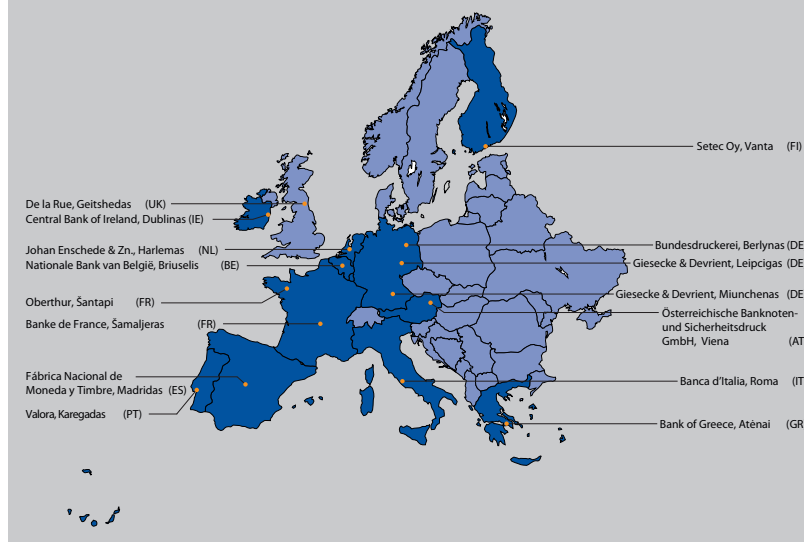 Setec Oy, Vanta (FI)
De la Rue, Geitshedas (UK)
Central Bank of Ireland, Dublinas (IE)
Johan Enschede & Zn., Harlemas (NL)
Nationale Bank van België, Briuselis (BE)
Oberthur, Šantapi (FR)
Banke de France, Šamaljeras (FR)
Fábrica Nacional de
Moneda y Timbre, Madridas (ES)
Valora, Karegadas (PT)
Bundesdruckerei, Berlynas (DE
Giesecke & Devrient, Leipcigas (DE
Giesecke & Devrient, Miunchenas (DE
Österreichische Banknoten-
und Sicherheitsdruck
GmbH, Viena (AT
Banca d'Italia, Roma (IT
Bank of Greece, Atėnai (GR